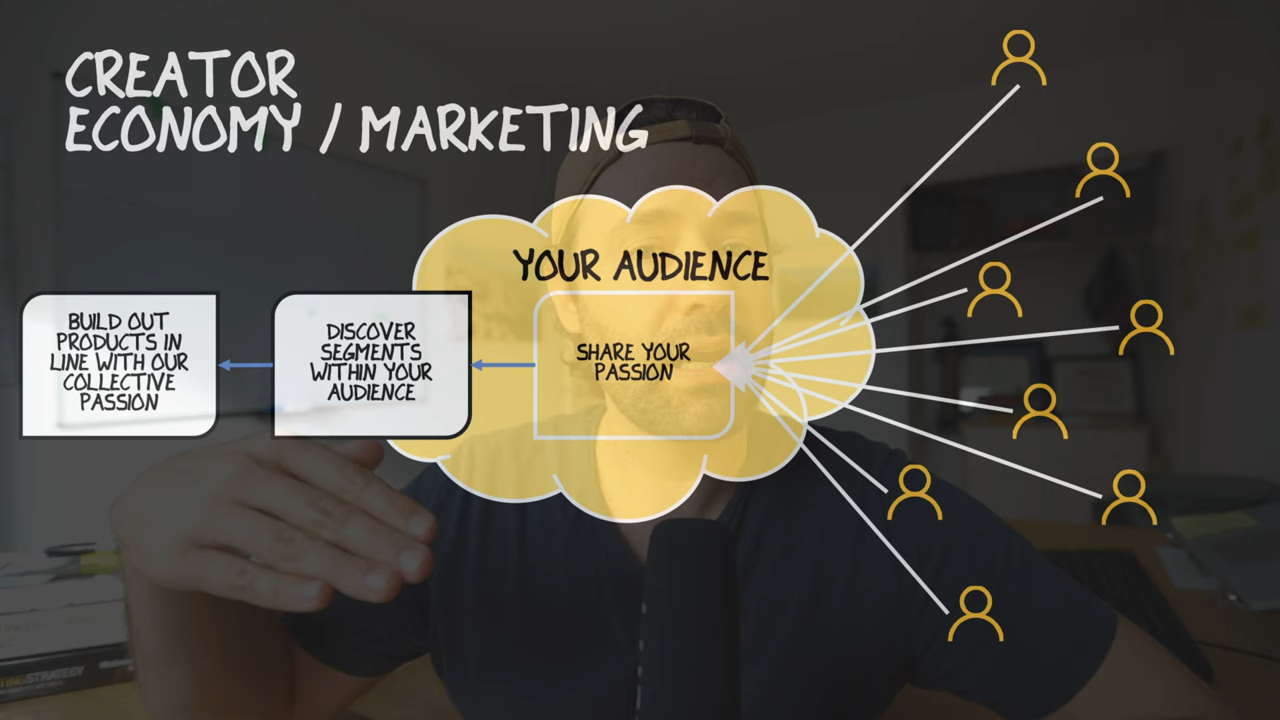 CREATOR
ECONOMY / MARKETING
YOUR AUDIENCE
BUILD OUT
PRODUCTS IN
LINE WITH OUR
COLLECTIVE
PASSION
DISCOVER
SEGMENTS
WITHIN YOUR
AUDIENCE
SHARE YOUR
PASSION
STRATEGY